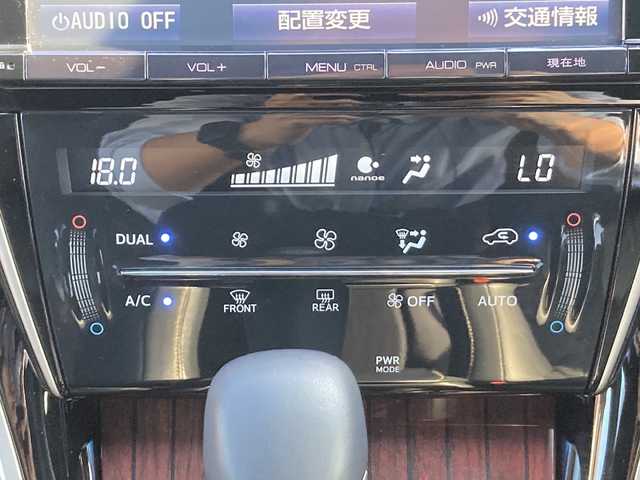 AUDIO OFF 配置変更 交通情報
VOL− VOL+ MENU CTRL AUDIO PWR 現在地
18.0 nanoe LO
DUAL
A/C FRONT REAR OFF AUTO
PWR
MODE